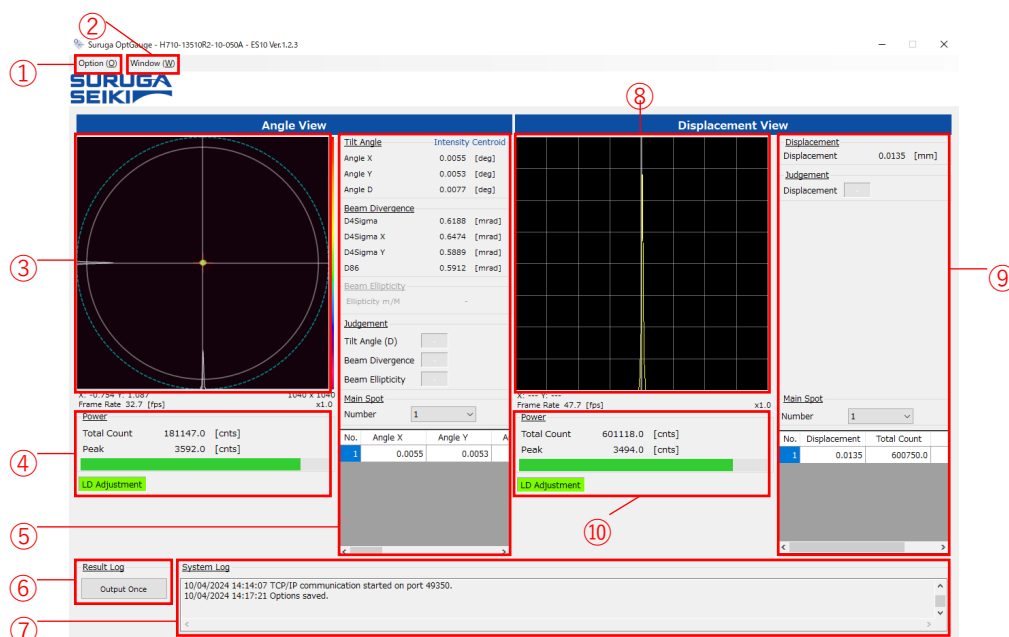 ②
Suruga OptGauge - H710-13510R2-10-050A - ES10 Ver.1.2.3
① Option (O) Window (W)
SURUGA
SEIKI
⑧
Angle View
Displacement View
Tilt Angle Intensity Centroid
Angle X 0.0055 [deg]
Angle Y 0.0053 [deg]
Angle D 0.0077 [deg]
Beam Divergence
D4Sigma 0.6188 [mrad]
D4Sigma X 0.6474 [mrad]
D4Sigma Y 0.5889 [mrad]
D86 0.5912 [mrad]
Beam Ellipticity
Ellipticity m/M -
Judgement
Tilt Angle (D) -
Beam Divergence -
Beam Ellipticity -
Displacement
Displacement 0.0135 [mm]
Judgement
Displacement -
③
⑨
X: -0.754 Y: 1.087 1040 x 1040
Frame Rate 32.7 [fps] x1.0
Main Spot
Number 1
X: --- Y: ---
Frame Rate 47.7 [fps] x1.0
Main Spot
Number 1
Power
Total Count 181147.0 [cnts]
Peak 3592.0 [cnts]
LD Adjustment
④
No. Angle X Angle Y A
1 0.0055 0.0053
⑤
Power
Total Count 601118.0 [cnts]
Peak 3494.0 [cnts]
LD Adjustment
⑩
No. Displacement Total Count
1 0.0135 600750.0
Result Log
⑥ Output Once
System Log
10/04/2024 14:14:07 TCP/IP communication started on port 49350.
10/04/2024 14:17:21 Options saved.
⑦